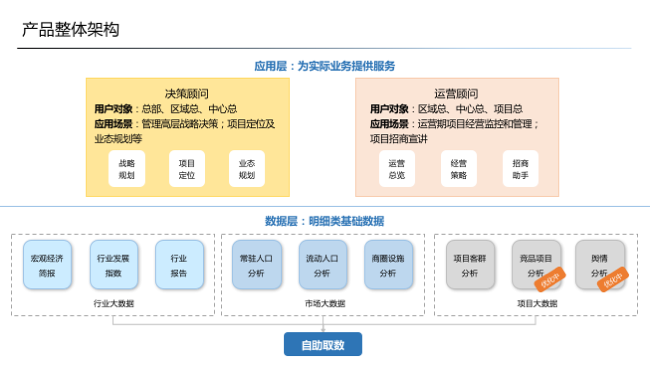 产品整体架构
应用层：为实际业务提供服务
决策顾问
用户对象：总部、区域总、中心总
应用场景：管理高层战略决策；项目定位及
业态规划等
战略
规划
项目
定位
业态
规划
运营顾问
用户对象：区域总、中心总、项目总
应用场景：运营期项目经营监控和管理；
项目招商宣讲
运营
总览
经营
策略
招商
助手
数据层：明细类基础数据
宏观经济
简报
行业发展
指数
行业
报告
行业大数据
常驻人口
分析
流动人口
分析
商圈设施
分析
市场大数据
项目客群
分析
竞品项目
分析
优化中
舆情
分析
优化中
项目大数据
自助取数